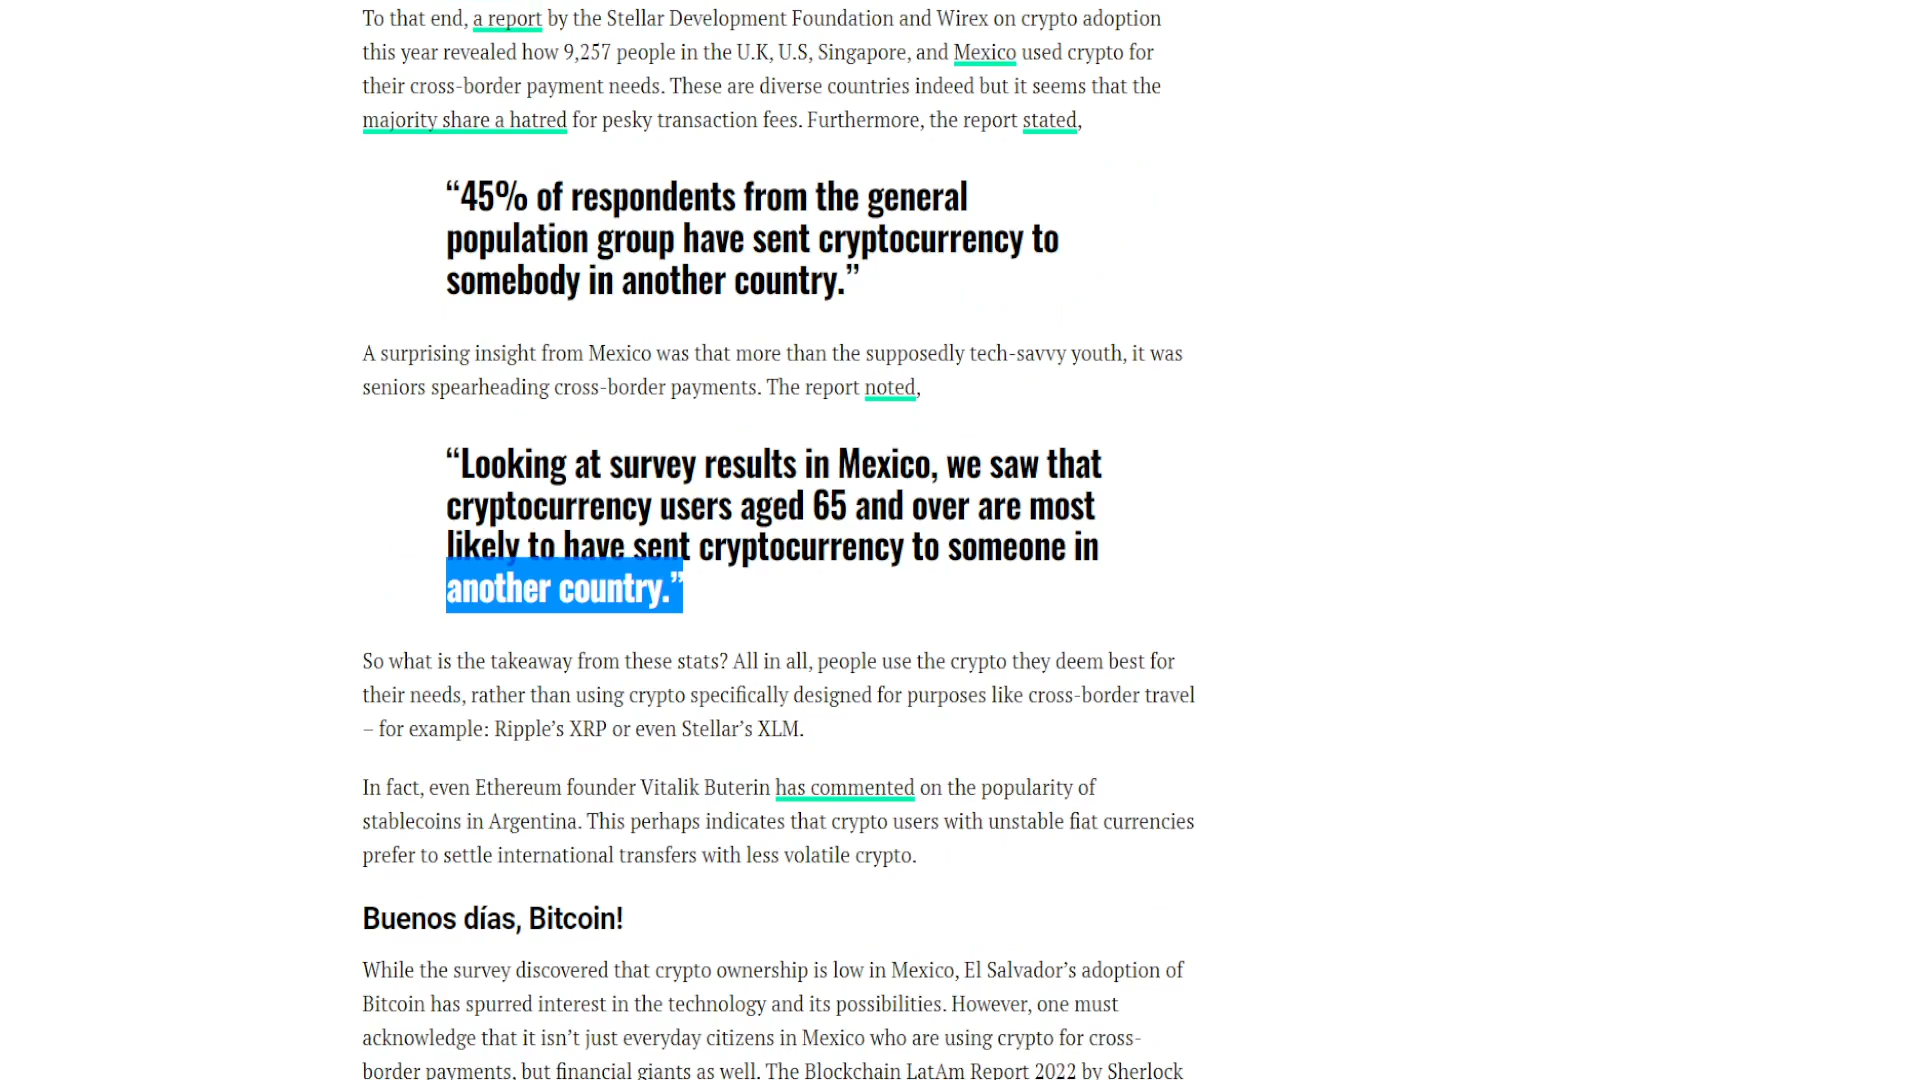 To that end, a report by the Stellar Development Foundation and Wirex on crypto adoption
this year revealed how 9,257 people in the U.K, U.S, Singapore, and Mexico used crypto for
their cross-border payment needs. These are diverse countries indeed but it seems that the
majority share a hatred for pesky transaction fees. Furthermore, the report stated,
“45% of respondents from the general
population group have sent cryptocurrency to
somebody in another country.”
A surprising insight from Mexico was that more than the supposedly tech-savvy youth, it was
seniors spearheading cross-border payments. The report noted,
“Looking at survey results in Mexico, we saw that
cryptocurrency users aged 65 and over are most
likely to have sent cryptocurrency to someone in
another country.”
So what is the takeaway from these stats? All in all, people use the crypto they deem best for
their needs, rather than using crypto specifically designed for purposes like cross-border travel
– for example: Ripple’s XRP or even Stellar’s XLM.
In fact, even Ethereum founder Vitalik Buterin has commented on the popularity of
stablecoins in Argentina. This perhaps indicates that crypto users with unstable fiat currencies
prefer to settle international transfers with less volatile crypto.
Buenos días, Bitcoin!
While the survey discovered that crypto ownership is low in Mexico, El Salvador’s adoption of
Bitcoin has spurred interest in the technology and its possibilities. However, one must
acknowledge that it isn’t just everyday citizens in Mexico who are using crypto for cross-
border payments, but financial giants as well. The Blockchain LatAm Report 2022 by Sherlock